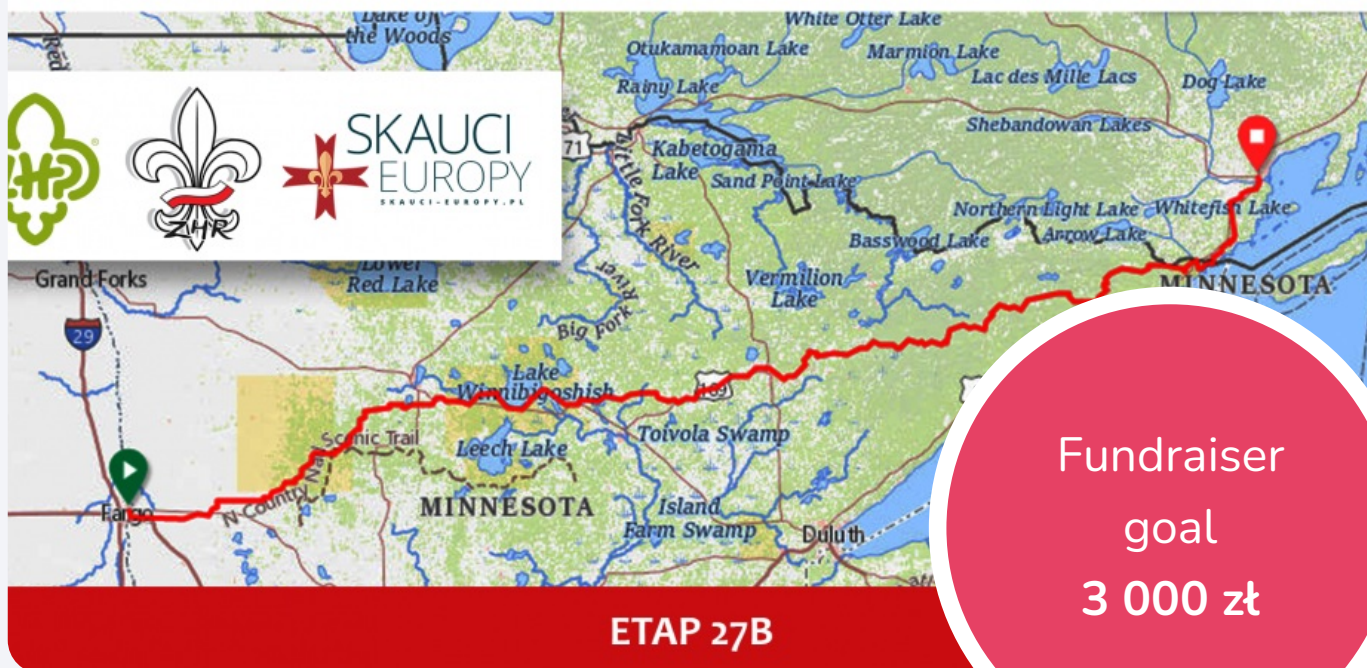 Lake of
the Woods
White Otter Lake
Otukamamoan Lake
Marmion Lake
Lac des Mille Lacs
Dog Lake
Rainy Lake
Shebandowan Lakes
ZHP
ZHR
SKAUCI
EUROPY
SKAUCI-EUROPY.PL
71
Kabetogama
Lake
Sand Point Lake
Little Fork River
Northern Light Lake
Whitefish Lake
Arrow Lake
Basswood Lake
MINNESOTA
Grand Forks
Lower
Red Lake
Vermilion
Lake
29
Big Fork
River
Lake
Winnibigoshish
169
N Country Nat Scenic Trail
Leech Lake
Toivola Swamp
MINNESOTA
Island
Farm Swamp
Duluth
Fargo
Fundraiser
goal
3 000 zł
ETAP 27B